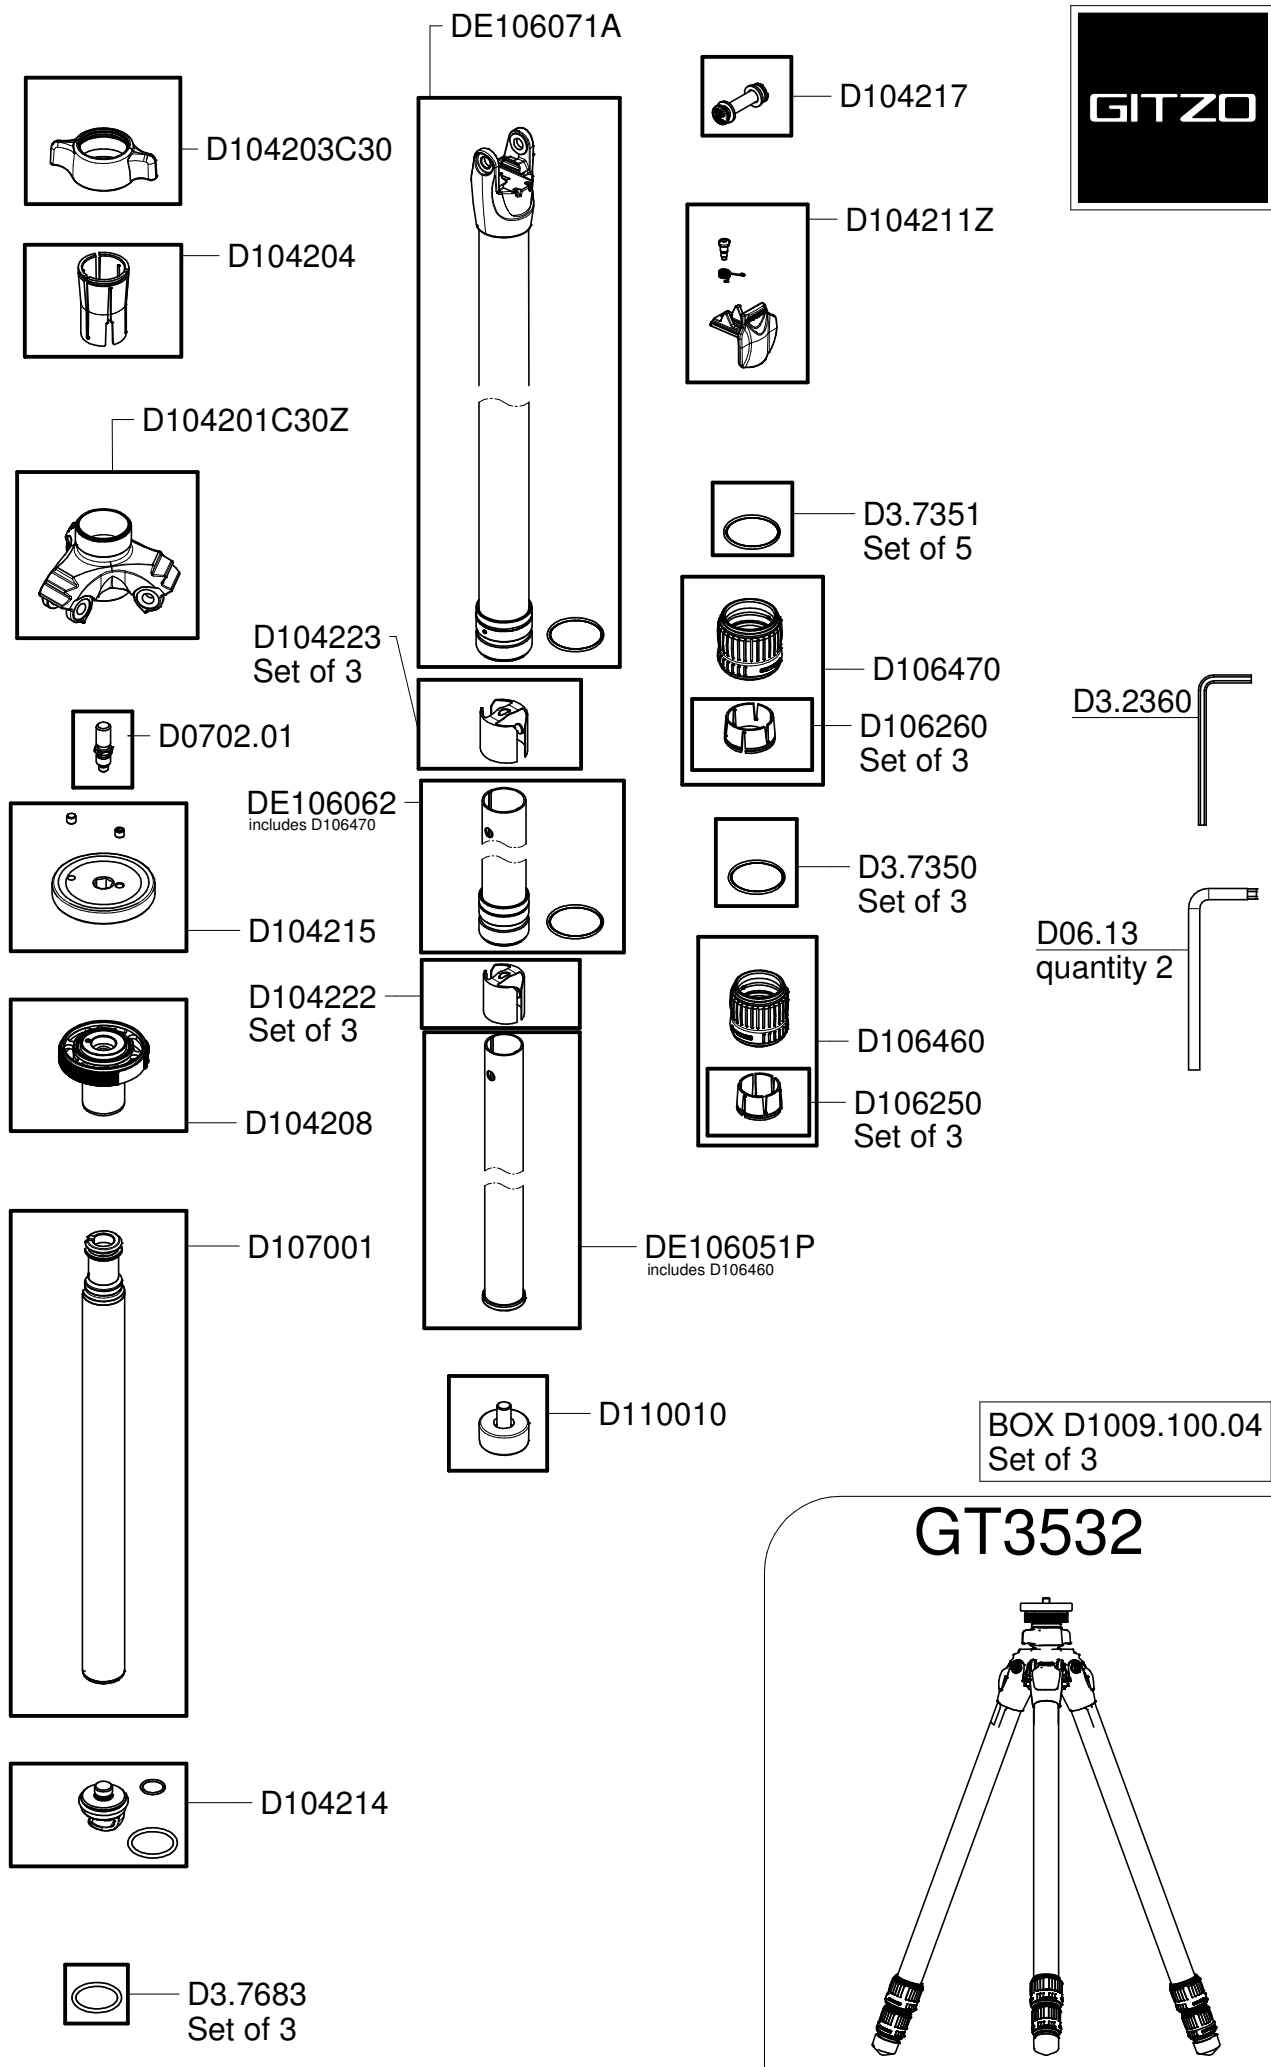 DE106071A
GITZO
D104217
D104203C30
D104211Z
D104204
D104201C30Z
D3.7351
Set of 5
D104223
Set of 3
D106470
D3.2360
D0702.01
D106260
Set of 3
DE106062
includes D106470
D3.7350
Set of 3
D104215
D06.13
quantity 2
D104222
Set of 3
D106460
D106250
Set of 3
D104208
D107001
DE106051P
includes D106460
D110010
BOX D1009.100.04
Set of 3
GT3532
D104214
D3.7683
Set of 3